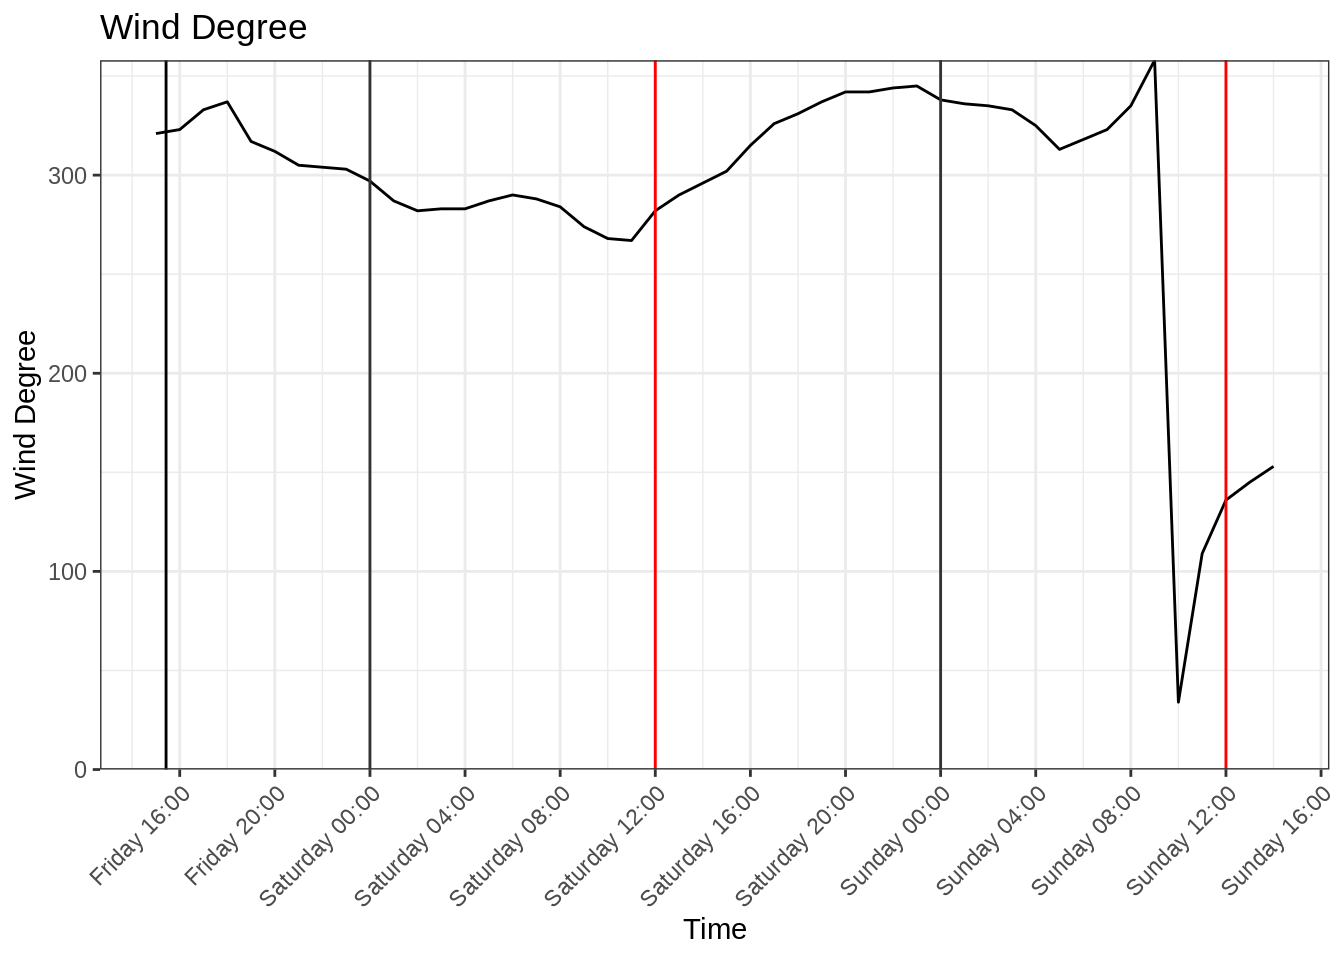 Wind Degree
Wind Degree
300
200
100
0
Friday 16:00
Friday 20:00
Saturday 00:00
Saturday 04:00
Saturday 08:00
Saturday 12:00
Saturday 16:00
Saturday 20:00
Sunday 00:00
Sunday 04:00
Sunday 08:00
Sunday 12:00
Sunday 16:00
Time